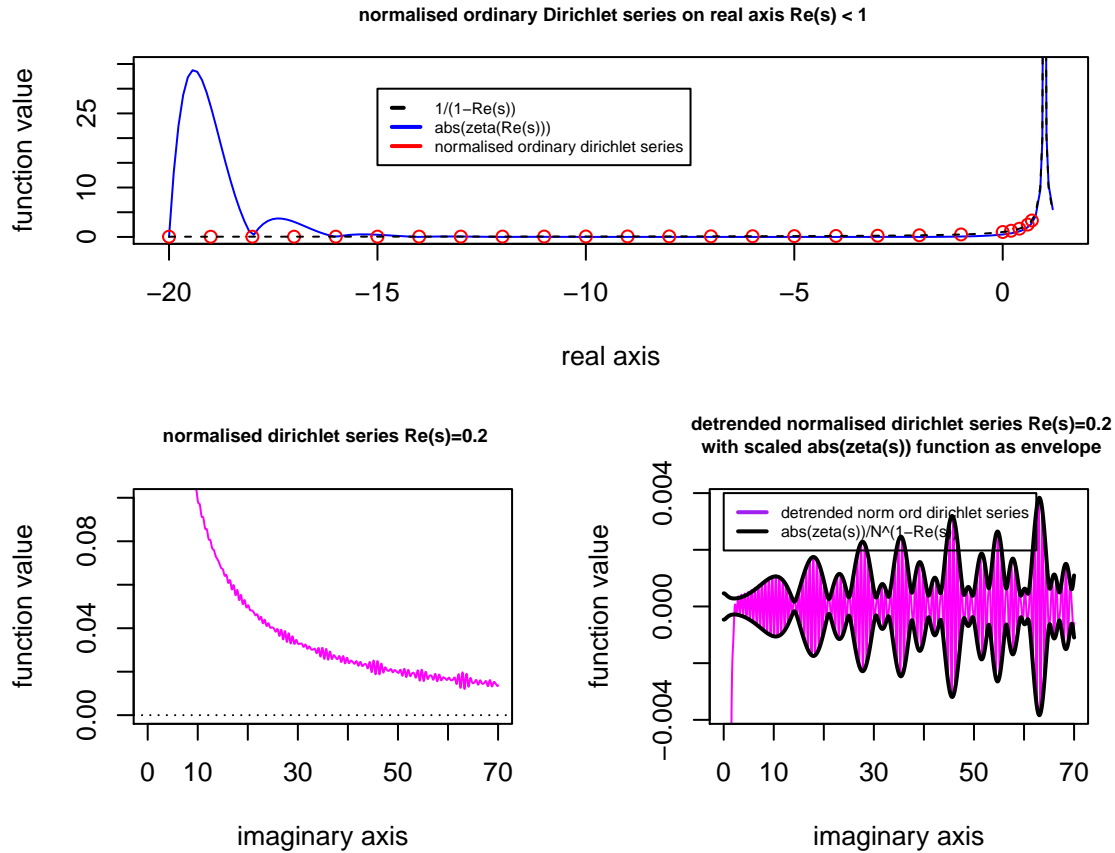 normalised ordinary Dirichlet series on real axis Re(s) < 1
function value
0
10
25
1/(1−Re(s))
abs(zeta(Re(s)))
normalised ordinary dirichlet series
−20
−15
−10
−5
0
real axis
normalised dirichlet series Re(s)=0.2
function value
0.00
0.04
0.08
0
10
30
50
70
imaginary axis
detrended normalised dirichlet series Re(s)=0.2
with scaled abs(zeta(s)) function as envelope
function value
−0.004
0.000
0.004
detrended norm ord dirichlet series
abs(zeta(s))/N^(1−Re(s
0
10
30
50
70
imaginary axis